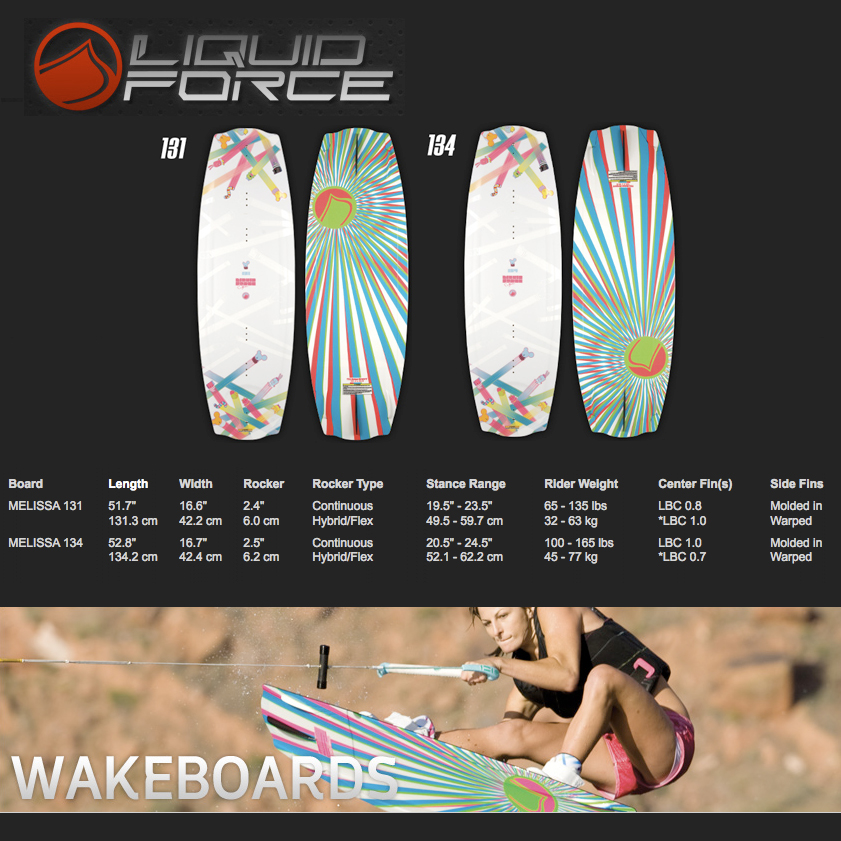 LIQUID
FORCE
131
134
Board Length Width Rocker Rocker Type Stance Range Rider Weight Center Fin(s) Side Fins
MELISSA 131 51.7" 16.6" 2.4" Continuous 19.5" - 23.5" 65 - 135 lbs LBC 0.8 Molded in
131.3 cm 42.2 cm 6.0 cm Hybrid/Flex 49.5 - 59.7 cm 32 - 63 kg *LBC 1.0 Warped
MELISSA 134 52.8" 16.7" 2.5" Continuous 20.5" - 24.5" 100 - 165 lbs LBC 1.0 Molded in
134.2 cm 42.4 cm 6.2 cm Hybrid/Flex 52.1 - 62.2 cm 45 - 77 kg *LBC 0.7 Warped
WAKEBOARDS